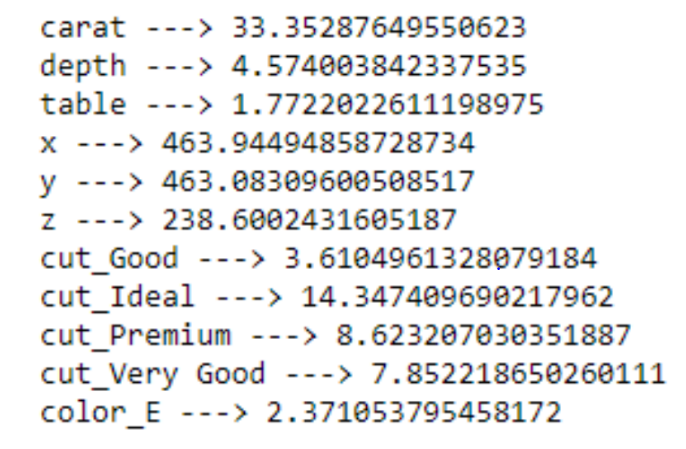 carat ---> 33.35287649550623
depth ---> 4.574003842337535
table ---> 1.7722022611198975
x ---> 463.94494858728734
y ---> 463.08309600508517
z ---> 238.6002431605187
cut_Good ---> 3.6104961328079184
cut_Ideal ---> 14.347409690217962
cut_Premium ---> 8.623207030351887
cut_Very Good ---> 7.852218650260111
color_E ---> 2.371053795458172